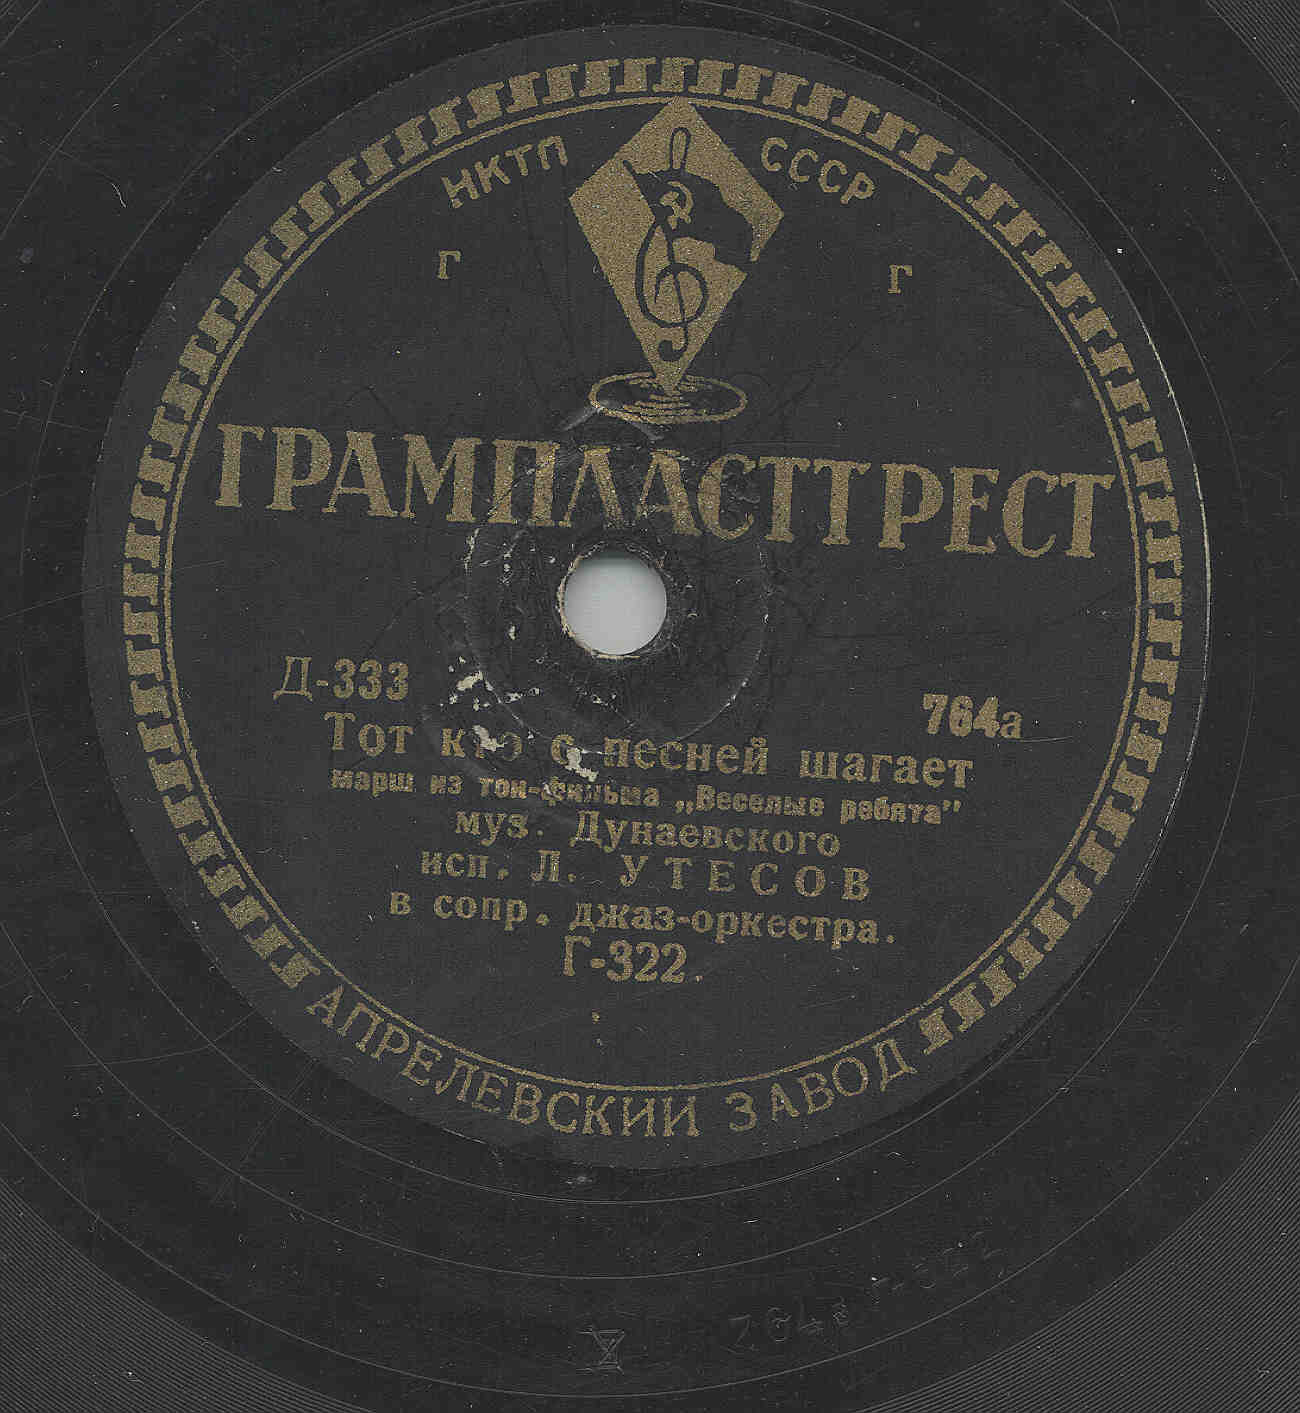 НКТП СССР
Г Г
ГРАМПЛАСТТРЕСТ
Д-333 764а
Тот кто с песней шагает
марш из тон-фильма „Веселые ребята"
муз. Дунаевского
исп. Л. УТЕСОВ
в сопр. джаз-оркестра.
Г-322.
АПРЕЛЕВСКИЙ ЗАВОД